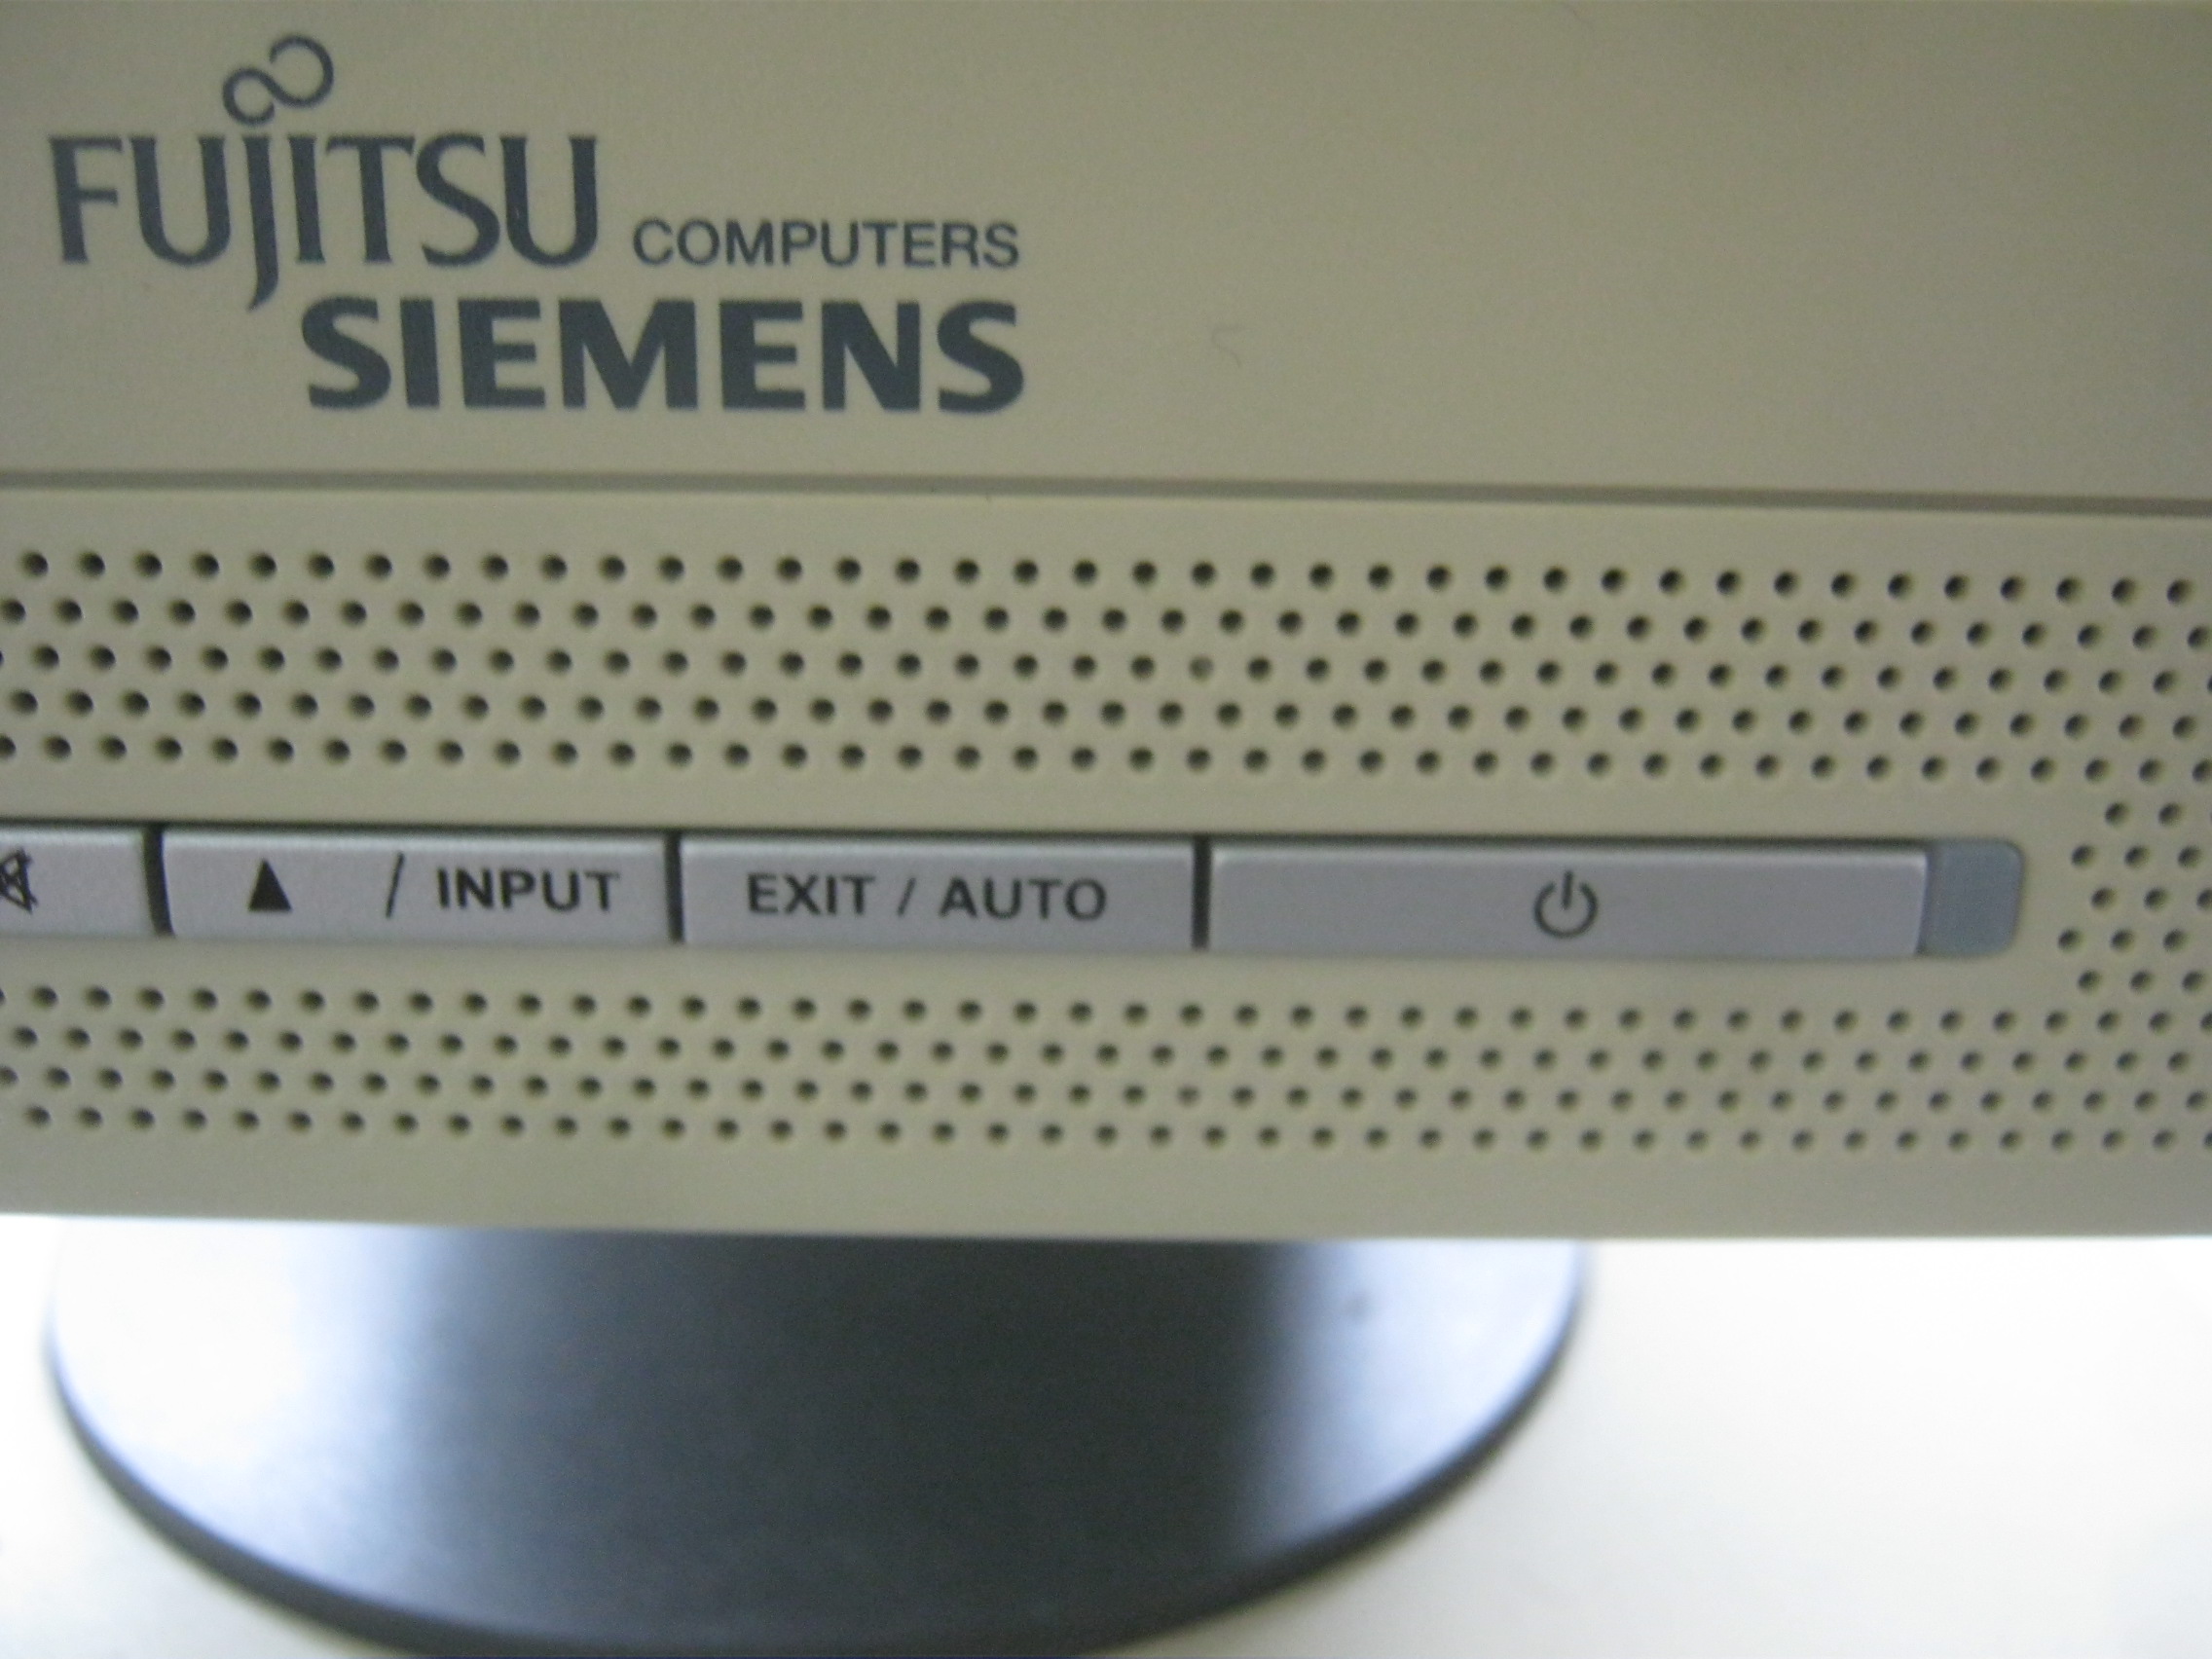 FUJITSU COMPUTERS
SIEMENS
/ INPUT
EXIT / AUTO